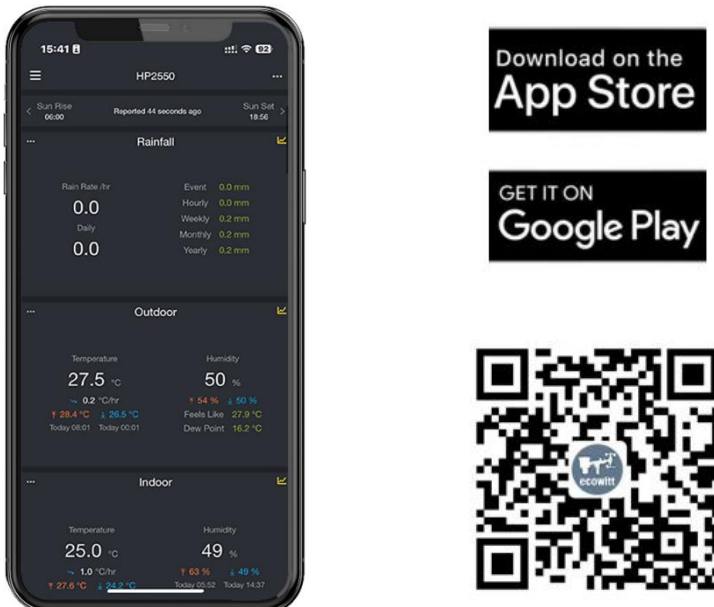 15:41
92
HP2550
...
Sun Rise
06:00
Reported 44 seconds ago
Sun Set
18:56
...
Rainfall
Rain Rate /hr
0.0
Daily
0.0
Event 0.0 mm
Hourly 0.0 mm
Weekly 0.2 mm
Monthly 0.2 mm
Yearly 0.2 mm
...
Outdoor
Temperature
27.5 °C
0.2 °C/hr
28.4 °C 26.5 °C
Today 08:01 Today 00:01
Humidity
50 %
54 % 50 %
Feels Like 27.9 °C
Dew Point 16.2 °C
...
Indoor
Temperature
25.0 °C
1.0 °C/hr
27.6 °C 24.2 °C
Humidity
49 %
63 % 49 %
Today 05:52 Today 14:37
Download on the
App Store
GET IT ON
Google Play
ecowitt